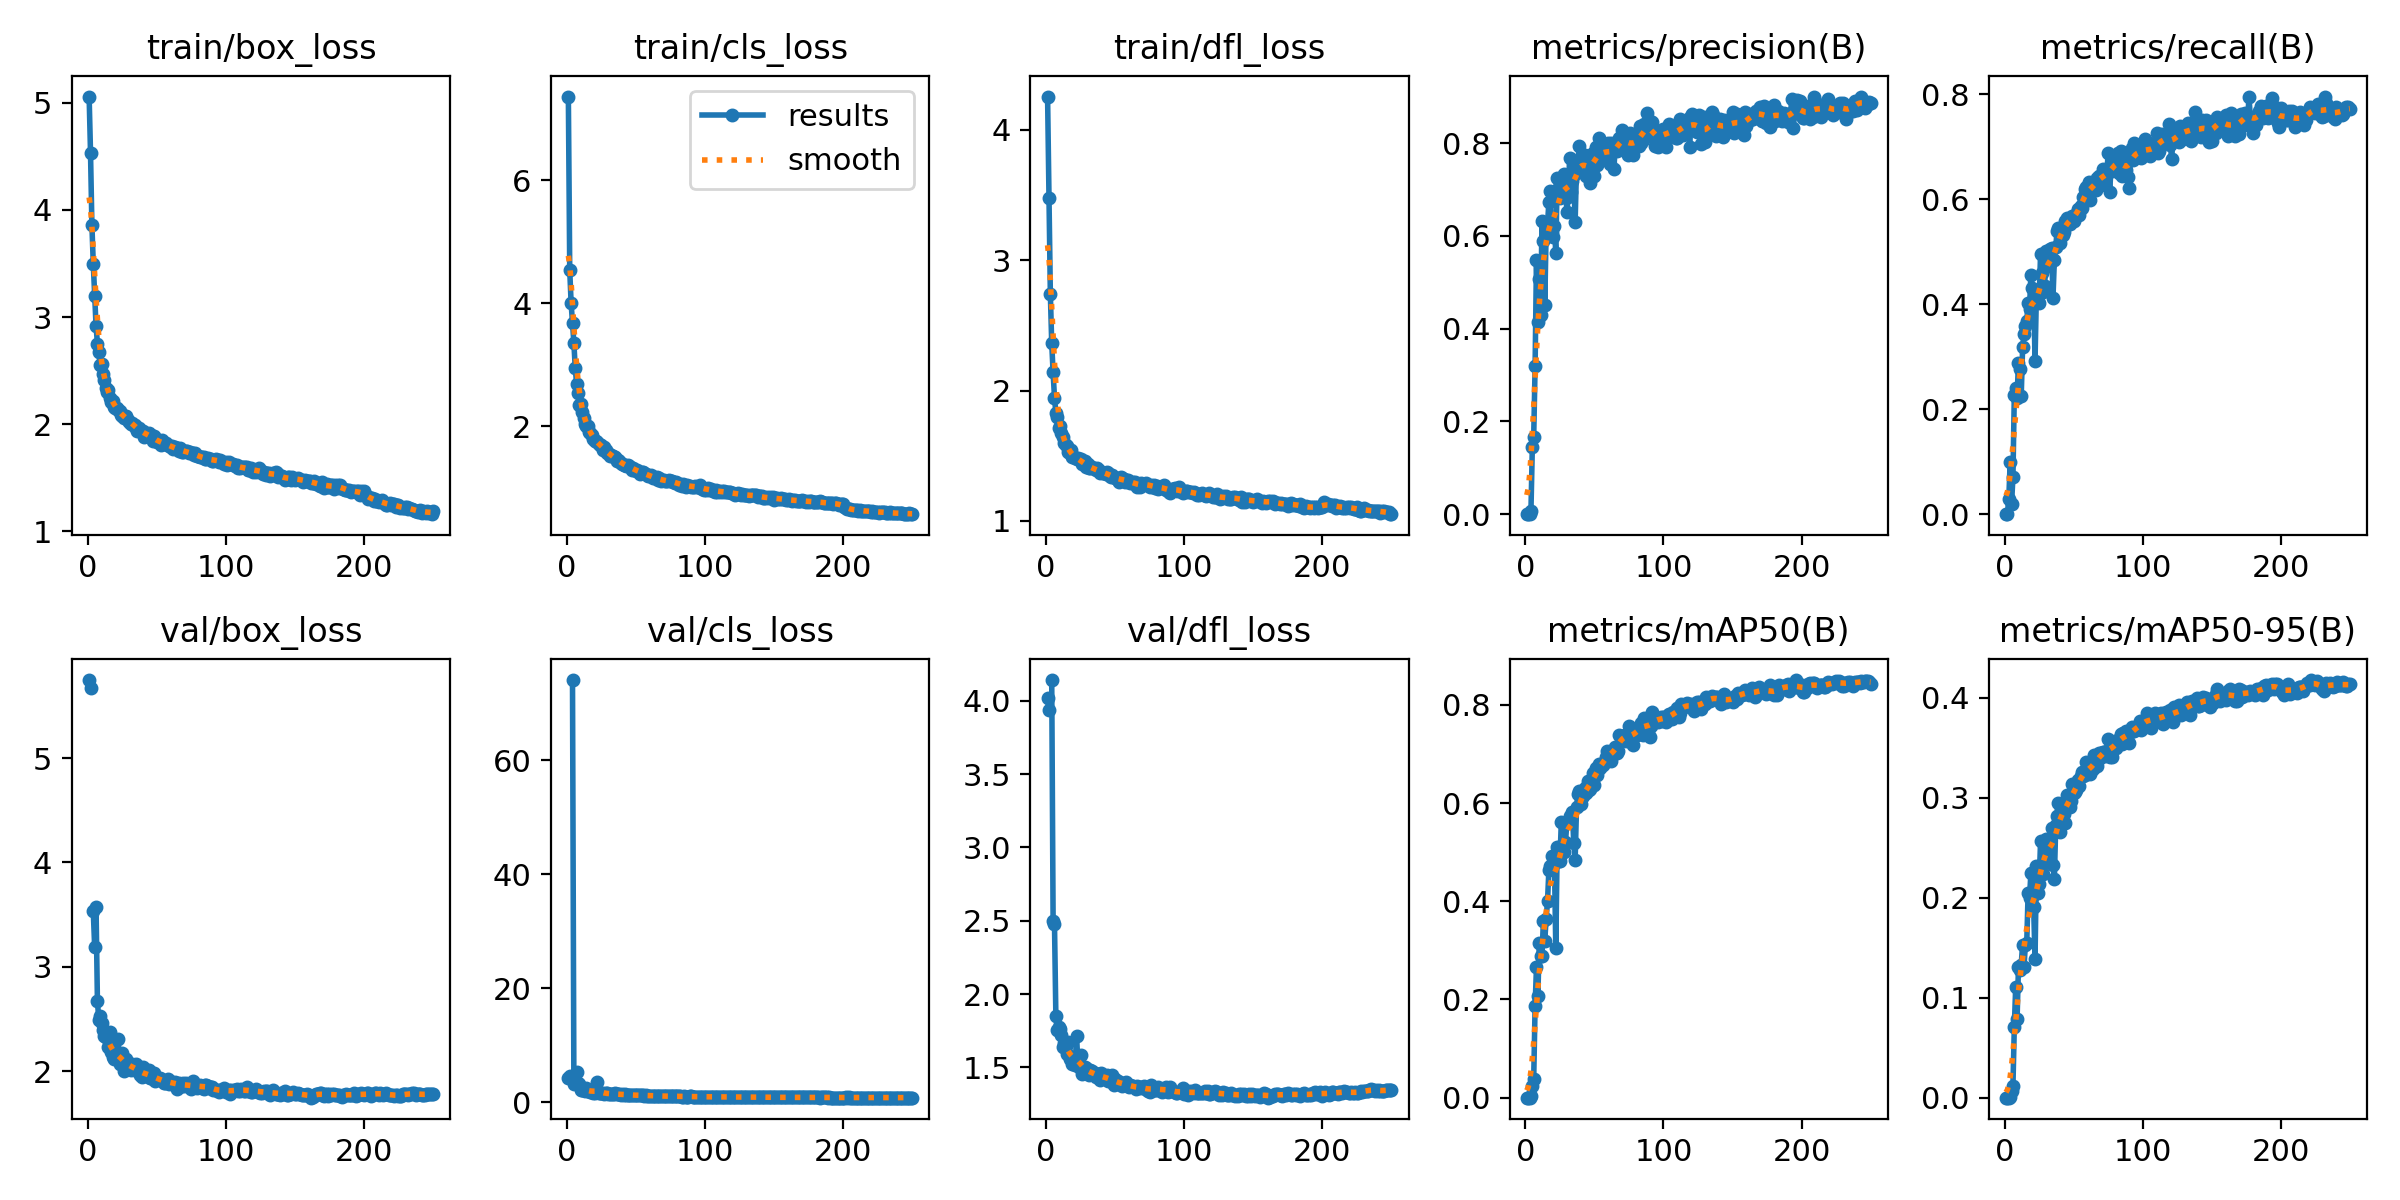 train/box_loss
5
4
3
2
1
0 100 200
train/cls_loss
results
smooth
6
4
2
0 100 200
train/dfl_loss
4
3
2
1
0 100 200
metrics/precision(B)
0.8
0.6
0.4
0.2
0.0
0 100 200
metrics/recall(B)
0.8
0.6
0.4
0.2
0.0
0 100 200
val/box_loss
5
4
3
2
0 100 200
val/cls_loss
60
40
20
0
0 100 200
val/dfl_loss
4.0
3.5
3.0
2.5
2.0
1.5
0 100 200
metrics/mAP50(B)
0.8
0.6
0.4
0.2
0.0
0 100 200
metrics/mAP50-95(B)
0.4
0.3
0.2
0.1
0.0
0 100 200